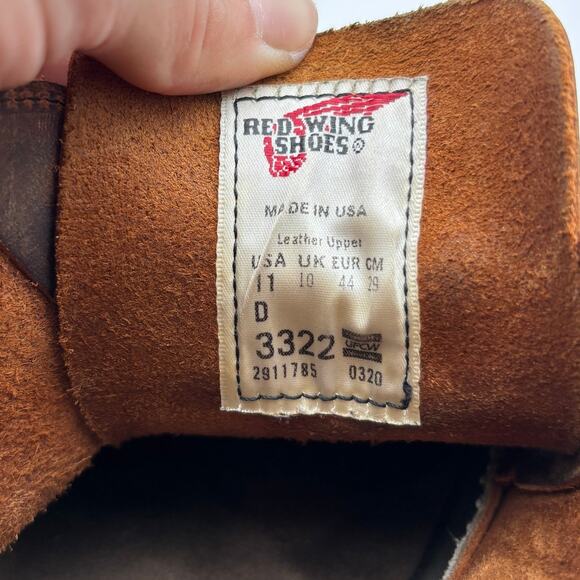 RED WING
SHOES®
MADE IN USA
Leather Upper
USA UK EUR CM
11 10 44 29
D
3322 UFCW
2911785 0320